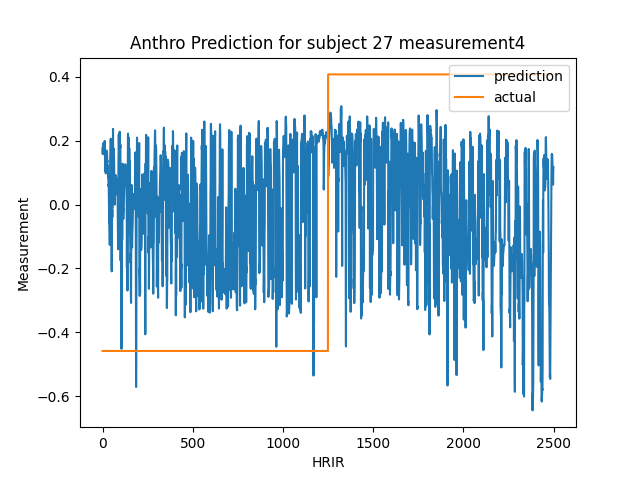 Anthro Prediction for subject 27 measurement4
prediction
actual
0.4
0.2
0.0
−0.2
−0.4
−0.6
Measurement
0
500
1000
1500
2000
2500
HRIR